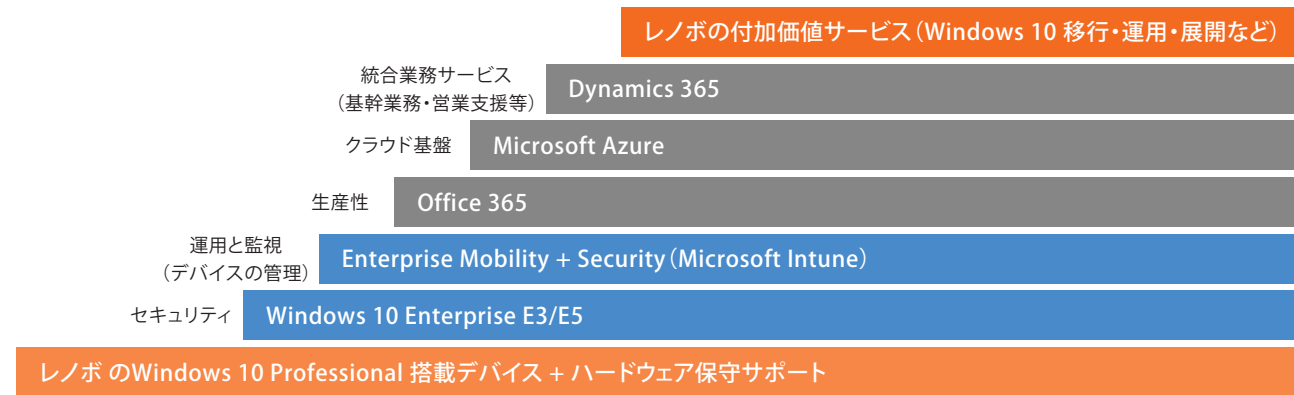 レノボの付加価値サービス（Windows 10 移行・運用・展開など）
統合業務サービス
（基幹業務・営業支援等）
Dynamics 365
クラウド基盤
Microsoft Azure
生産性
Office 365
運用と監視
（デバイスの管理）
Enterprise Mobility + Security（Microsoft Intune）
セキュリティ
Windows 10 Enterprise E3/E5
レノボ のWindows 10 Professional 搭載デバイス + ハードウェア保守サポート